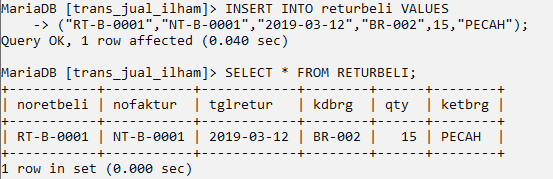 MariaDB [trans_jual_ilham]> INSERT INTO returbeli VALUES
    -> ("RT-B-0001","NT-B-0001","2019-03-12","BR-002",15,"PECAH");
Query OK, 1 row affected (0.040 sec)

MariaDB [trans_jual_ilham]> SELECT * FROM RETURBELI;
+-----------+-----------+------------+--------+------+--------+
| noretbeli | nofaktur  | tglretur   | kdbrg  | qty  | ketbrg |
+-----------+-----------+------------+--------+------+--------+
| RT-B-0001 | NT-B-0001 | 2019-03-12 | BR-002 |   15 | PECAH  |
+-----------+-----------+------------+--------+------+--------+
1 row in set (0.000 sec)